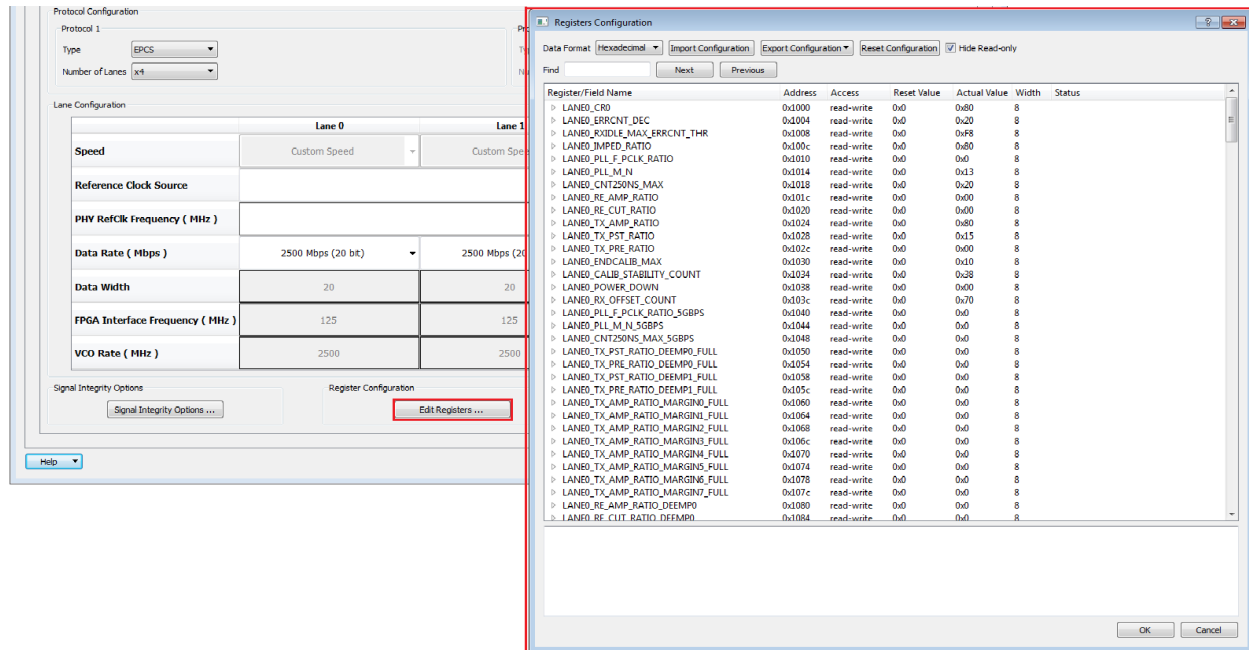 Protocol Configuration
Protocol 1
Type EPCS
Number of Lanes x4
Lane Configuration
Lane 0 Lane 1
Speed Custom Speed Custom Spee
Reference Clock Source
PHY RefClk Frequency ( MHz )
Data Rate ( Mbps ) 2500 Mbps (20 bit) 2500 Mbps (20
Data Width 20 20
FPGA Interface Frequency ( MHz ) 125 125
VCO Rate ( MHz ) 2500 2500
Signal Integrity Options Register Configuration
Signal Integrity Options ... Edit Registers ...
Help
Registers Configuration
Data Format Hexadecimal Import Configuration Export Configuration Reset Configuration Hide Read-only
Find Next Previous
Register/Field Name Address Access Reset Value Actual Value Width Status
LANE0_CR0 0x1000 read-write 0x0 0x80 8
LANE0_ERRCNT_DEC 0x1004 read-write 0x0 0x20 8
LANE0_RXIDLE_MAX_ERRCNT_THR 0x1008 read-write 0x0 0xF8 8
LANE0_IMPED_RATIO 0x100c read-write 0x0 0x80 8
LANE0_PLL_F_PCLK_RATIO 0x1010 read-write 0x0 0x0 8
LANE0_PLL_M_N 0x1014 read-write 0x0 0x13 8
LANE0_CNT250NS_MAX 0x1018 read-write 0x0 0x20 8
LANE0_RE_AMP_RATIO 0x101c read-write 0x0 0x00 8
LANE0_RE_CUT_RATIO 0x1020 read-write 0x0 0x00 8
LANE0_TX_AMP_RATIO 0x1024 read-write 0x0 0x80 8
LANE0_TX_PST_RATIO 0x1028 read-write 0x0 0x15 8
LANE0_TX_PRE_RATIO 0x102c read-write 0x0 0x00 8
LANE0_ENDCALIB_MAX 0x1030 read-write 0x0 0x10 8
LANE0_CALIB_STABILITY_COUNT 0x1034 read-write 0x0 0x38 8
LANE0_POWER_DOWN 0x1038 read-write 0x0 0x00 8
LANE0_RX_OFFSET_COUNT 0x103c read-write 0x0 0x70 8
LANE0_PLL_F_PCLK_RATIO_5GBPS 0x1040 read-write 0x0 0x0 8
LANE0_PLL_M_N_5GBPS 0x1044 read-write 0x0 0x0 8
LANE0_CNT250NS_MAX_5GBPS 0x1048 read-write 0x0 0x0 8
LANE0_TX_PST_RATIO_DEEMP0_FULL 0x1050 read-write 0x0 0x0 8
LANE0_TX_PRE_RATIO_DEEMP0_FULL 0x1054 read-write 0x0 0x0 8
LANE0_TX_PST_RATIO_DEEMP1_FULL 0x1058 read-write 0x0 0x0 8
LANE0_TX_PRE_RATIO_DEEMP1_FULL 0x105c read-write 0x0 0x0 8
LANE0_TX_AMP_RATIO_MARGIN0_FULL 0x1060 read-write 0x0 0x0 8
LANE0_TX_AMP_RATIO_MARGIN1_FULL 0x1064 read-write 0x0 0x0 8
LANE0_TX_AMP_RATIO_MARGIN2_FULL 0x1068 read-write 0x0 0x0 8
LANE0_TX_AMP_RATIO_MARGIN3_FULL 0x106c read-write 0x0 0x0 8
LANE0_TX_AMP_RATIO_MARGIN4_FULL 0x1070 read-write 0x0 0x0 8
LANE0_TX_AMP_RATIO_MARGIN5_FULL 0x1074 read-write 0x0 0x0 8
LANE0_TX_AMP_RATIO_MARGIN6_FULL 0x1078 read-write 0x0 0x0 8
LANE0_TX_AMP_RATIO_MARGIN7_FULL 0x107c read-write 0x0 0x0 8
LANE0_RE_AMP_RATIO_DEEMP0 0x1080 read-write 0x0 0x0 8
LANE0_RE_CUT_RATIO_DEEMP0 0x1084 read-write 0x0 0x0 8
OK Cancel